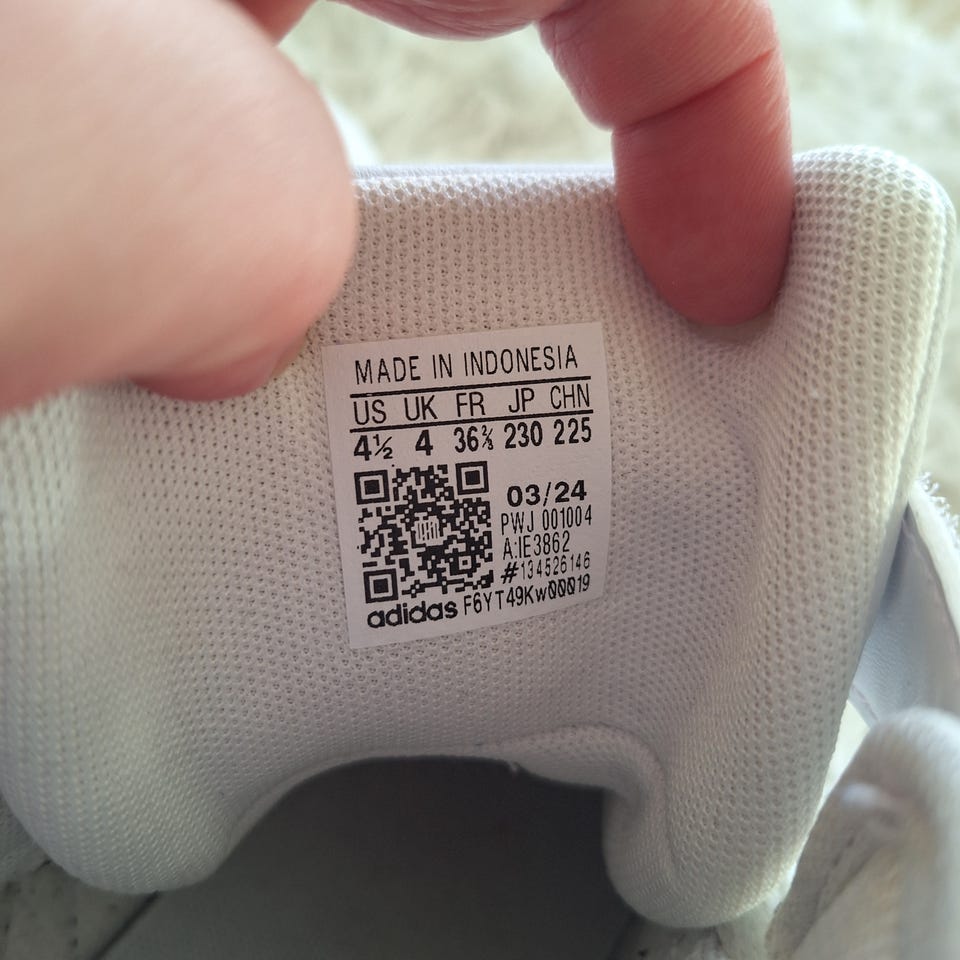 MADE IN INDONESIA
US UK FR JP CHN
4½ 4 36⅔ 230 225
03/24
PWJ 001004
A:IE3862
#134526146
adidas F6YT49Kw00019